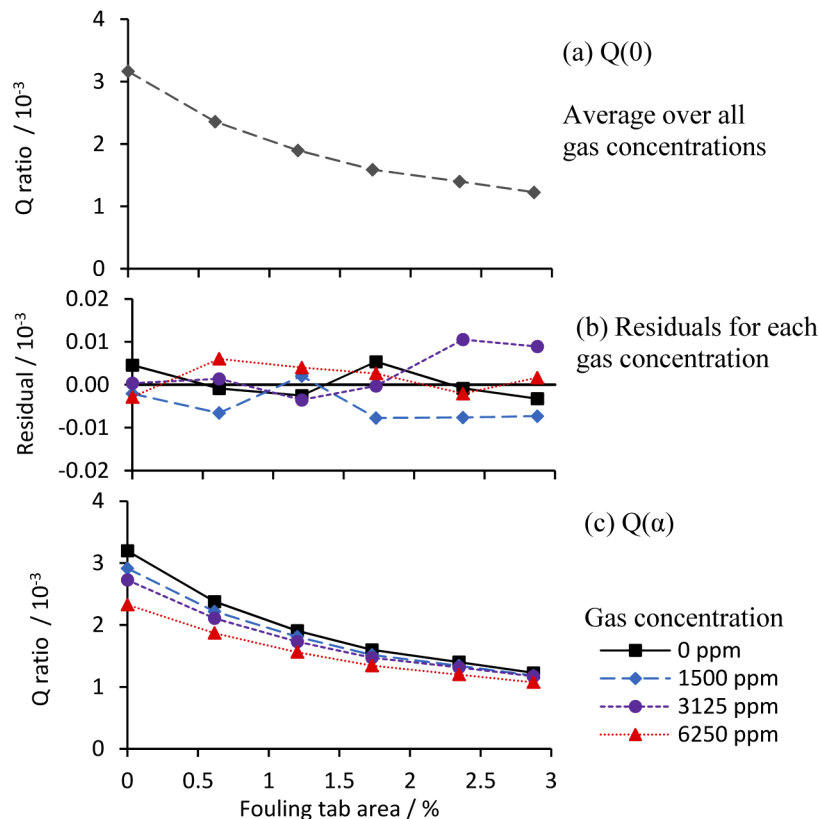 4
3
2
1
0
Q ratio / 10-3
(a) Q(0)
Average over all
gas concentrations
0.02
0.01
0.00
-0.01
-0.02
Residual / 10-3
(b) Residuals for each
gas concentration
4
3
2
1
0
Q ratio / 10-3
(c) Q(α)
Gas concentration
0 ppm
1500 ppm
3125 ppm
6250 ppm
0 0.5 1 1.5 2 2.5 3
Fouling tab area / %